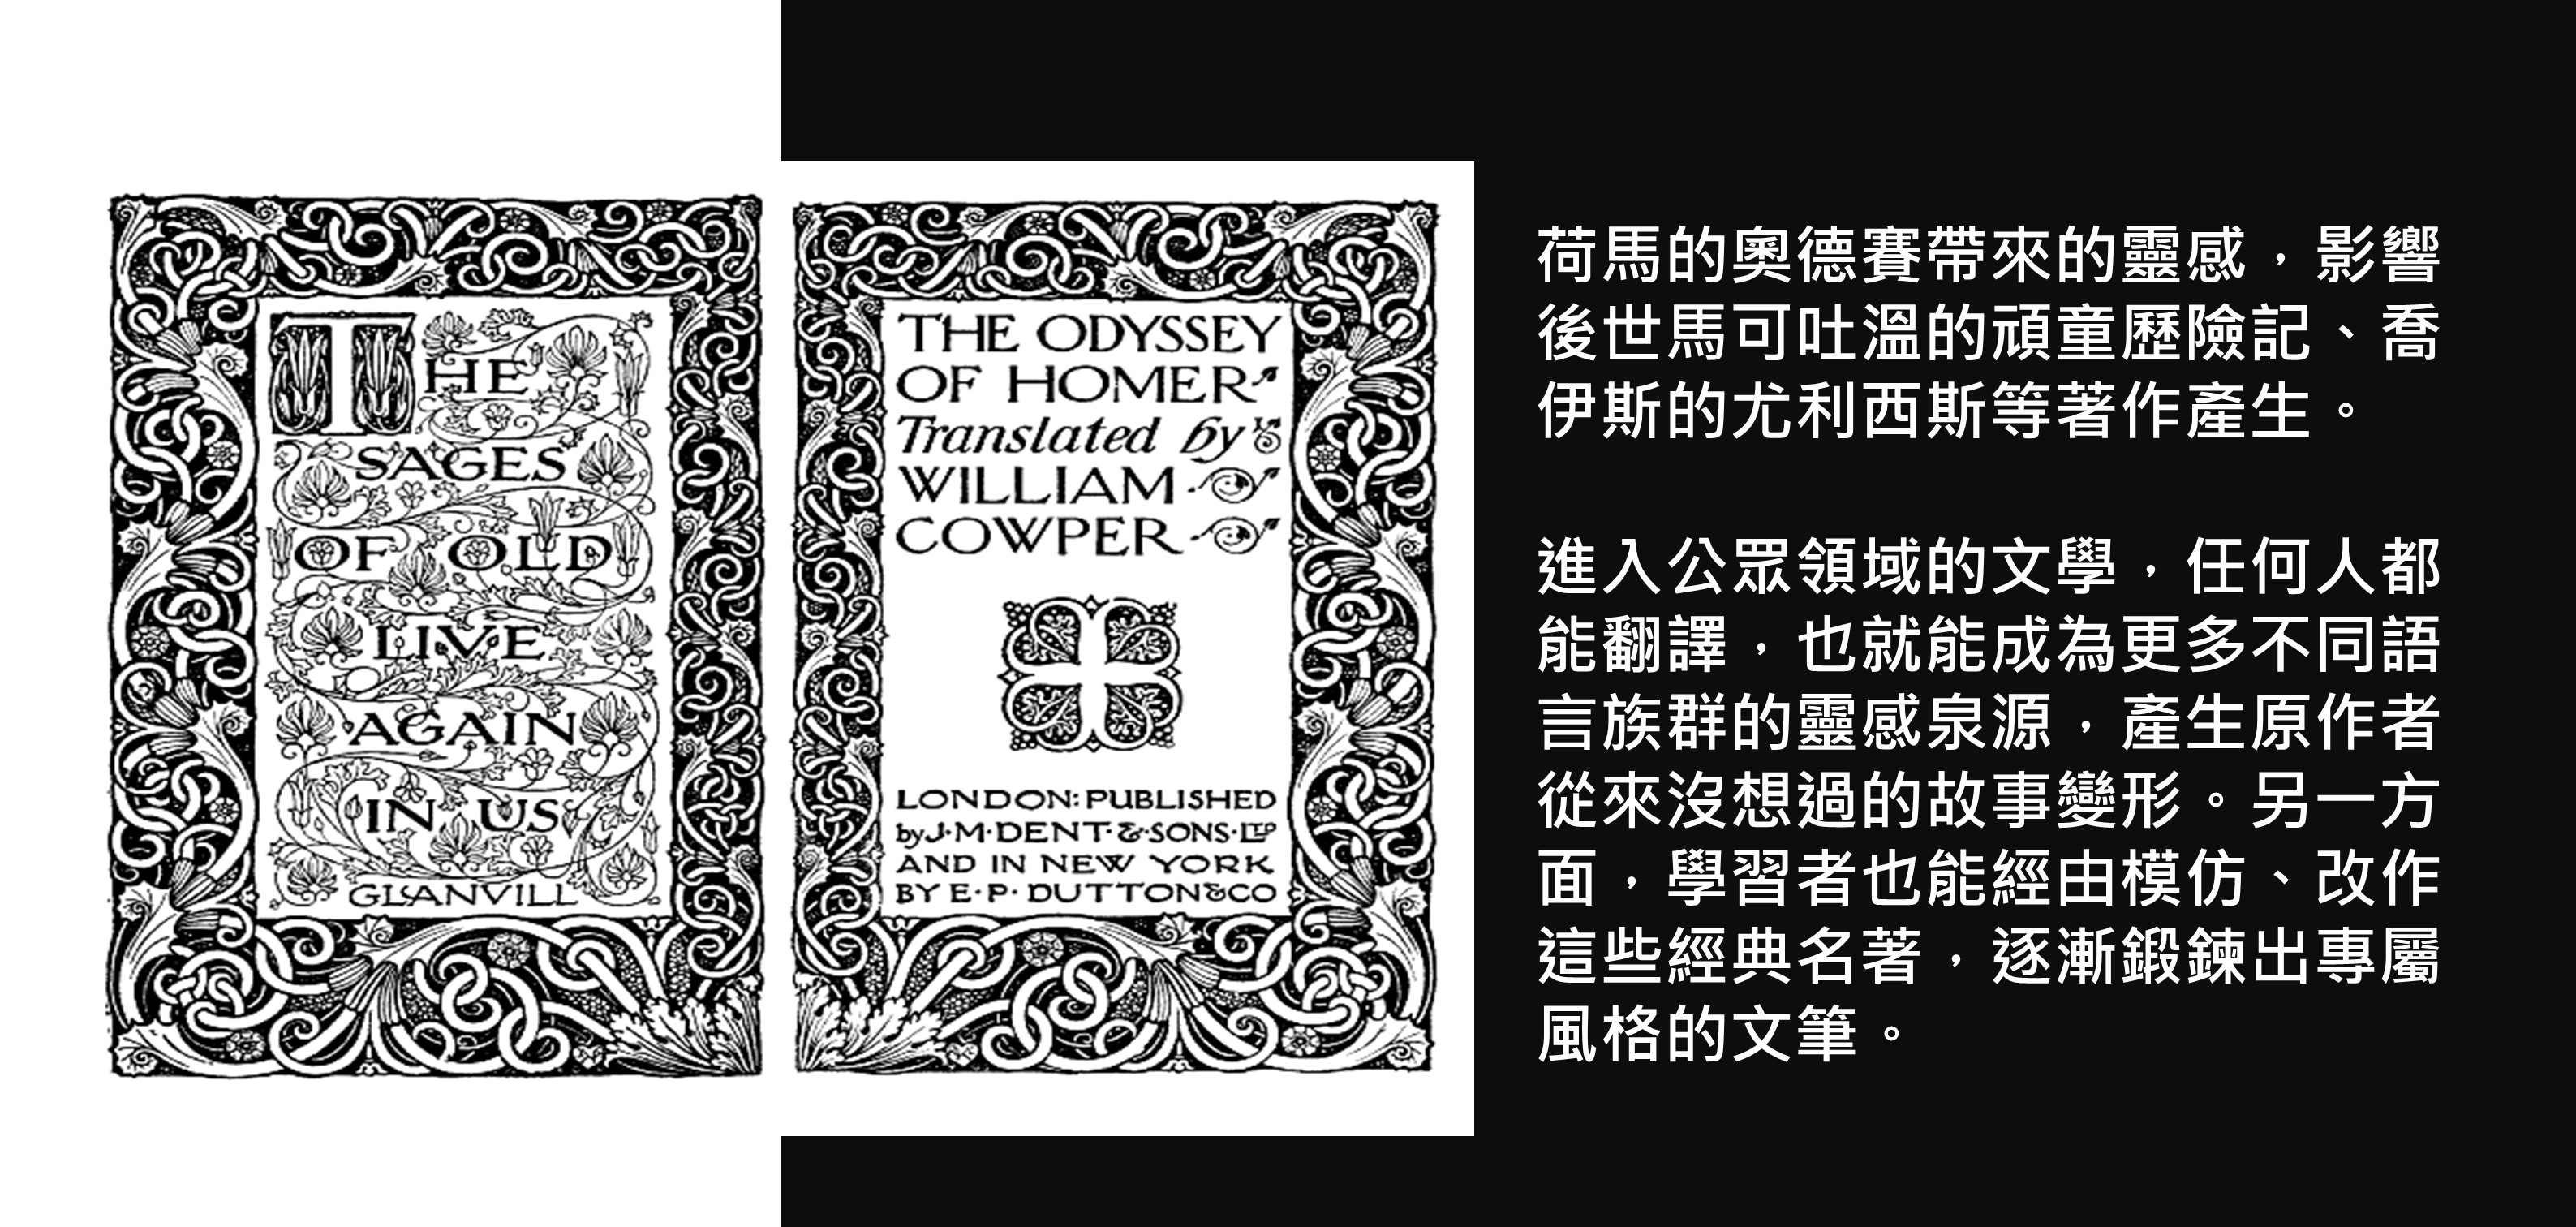 THE
SAGES
OF OLD
LIVE
AGAIN
IN US
GLANVILL
THE ODYSSEY
OF HOMER
Translated by
WILLIAM
COWPER
LONDON: PUBLISHED
by J·M·DENT·&·SONS·LTD
AND IN NEW YORK
BY E·P·DUTTON&CO
荷馬的奧德賽帶來的靈感，影響
後世馬可吐溫的頑童歷險記、喬
伊斯的尤利西斯等著作產生。
進入公眾領域的文學，任何人都
能翻譯，也就能成為更多不同語
言族群的靈感泉源，產生原作者
從來沒想過的故事變形。另一方
面，學習者也能經由模仿、改作
這些經典名著，逐漸鍛鍊出專屬
風格的文筆。